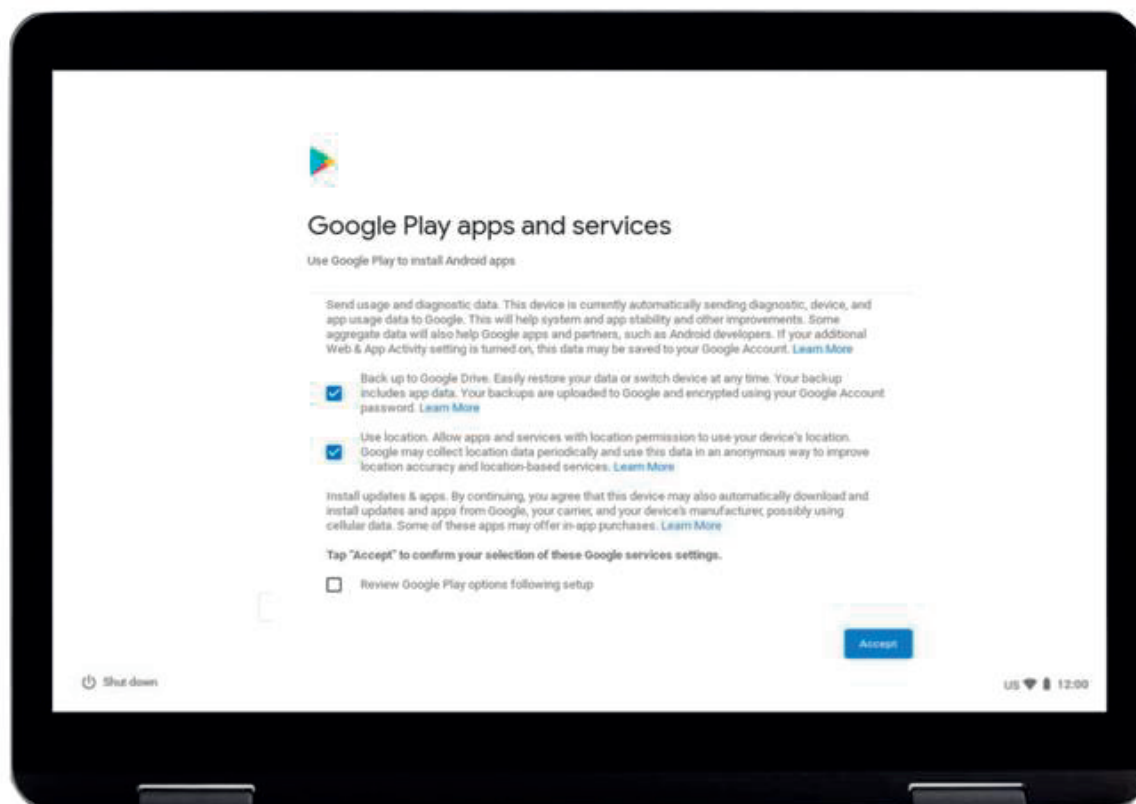 Google Play apps and services
Use Google Play to install Android apps
Send usage and diagnostic data. This device is currently automatically sending diagnostic, device, and
app usage data to Google. This will help system and app stability and other improvements. Some
aggregate data will also help Google apps and partners, such as Android developers. If your additional
Web & App Activity setting is turned on, this data may be saved to your Google Account. Learn More
Back up to Google Drive. Easily restore your data or switch device at any time. Your backup
includes app data. Your backups are uploaded to Google and encrypted using your Google Account
password. Learn More
Use location. Allow apps and services with location permission to use your device's location.
Google may collect location data periodically and use this data in an anonymous way to improve
location accuracy and location-based services. Learn More
Install updates & apps. By continuing, you agree that this device may also automatically download and
install updates and apps from Google, your carrier, and your device's manufacturer, possibly using
cellular data. Some of these apps may offer in-app purchases. Learn More
Tap "Accept" to confirm your selection of these Google services settings.
Review Google Play options following setup
Accept
Shut down
US 12:00